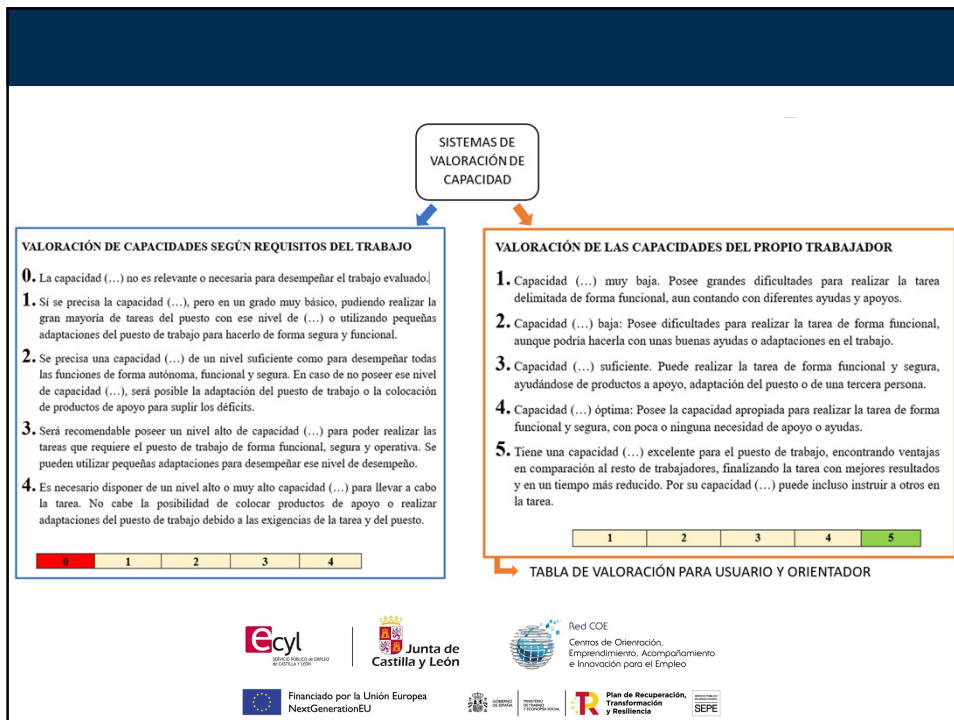 SISTEMAS DE
VALORACIÓN DE
CAPACIDAD
VALORACIÓN DE CAPACIDADES SEGÚN REQUISITOS DEL TRABAJO
0. La capacidad (…) no es relevante o necesaria para desempeñar el trabajo evaluado.
1. Sí se precisa la capacidad (…), pero en un grado muy básico, pudiendo realizar la
gran mayoría de tareas del puesto con ese nivel de (…) o utilizando pequeñas
adaptaciones del puesto de trabajo para hacerlo de forma segura y funcional.
2. Se precisa una capacidad (…) de un nivel suficiente como para desempeñar todas
las funciones de forma autónoma, funcional y segura. En caso de no poseer ese nivel
de capacidad (…), será posible la adaptación del puesto de trabajo o la colocación
de productos de apoyo para suplir los déficits.
3. Será recomendable poseer un nivel alto de capacidad (…) para poder realizar las
tareas que requiere el puesto de trabajo de forma funcional, segura y operativa. Se
pueden utilizar pequeñas adaptaciones para desempeñar ese nivel de desempeño.
4. Es necesario disponer de un nivel alto o muy alto capacidad (…) para llevar a cabo
la tarea. No cabe la posibilidad de colocar productos de apoyo o realizar
adaptaciones del puesto de trabajo debido a las exigencias de la tarea y del puesto.
0 1 2 3 4
VALORACIÓN DE LAS CAPACIDADES DEL PROPIO TRABAJADOR
1. Capacidad (…) muy baja. Posee grandes dificultades para realizar la tarea
delimitada de forma funcional, aun contando con diferentes ayudas y apoyos.
2. Capacidad (…) baja: Posee dificultades para realizar la tarea de forma funcional,
aunque podría hacerla con unas buenas ayudas o adaptaciones en el trabajo.
3. Capacidad (…) suficiente. Puede realizar la tarea de forma funcional y segura,
ayudándose de productos a apoyo, adaptación del puesto o de una tercera persona.
4. Capacidad (…) óptima: Posee la capacidad apropiada para realizar la tarea de forma
funcional y segura, con poca o ninguna necesidad de apoyo o ayudas.
5. Tiene una capacidad (…) excelente para el puesto de trabajo, encontrando ventajas
en comparación al resto de trabajadores, finalizando la tarea con mejores resultados
y en un tiempo más reducido. Por su capacidad (…) puede incluso instruir a otros en
la tarea.
1 2 3 4 5
TABLA DE VALORACIÓN PARA USUARIO Y ORIENTADOR
ecyl
SERVICIO PÚBLICO DE EMPLEO
de CASTILLA Y LEÓN
Junta de
Castilla y León
Red COE
Centros de Orientación,
Emprendimiento, Acompañamiento
e Innovación para el Empleo
Financiado por la Unión Europea
NextGenerationEU
GOBIERNO
DE ESPAÑA
MINISTERIO
DE TRABAJO
Y ECONOMÍA SOCIAL
Plan de Recuperación,
Transformación
y Resiliencia
SEPE